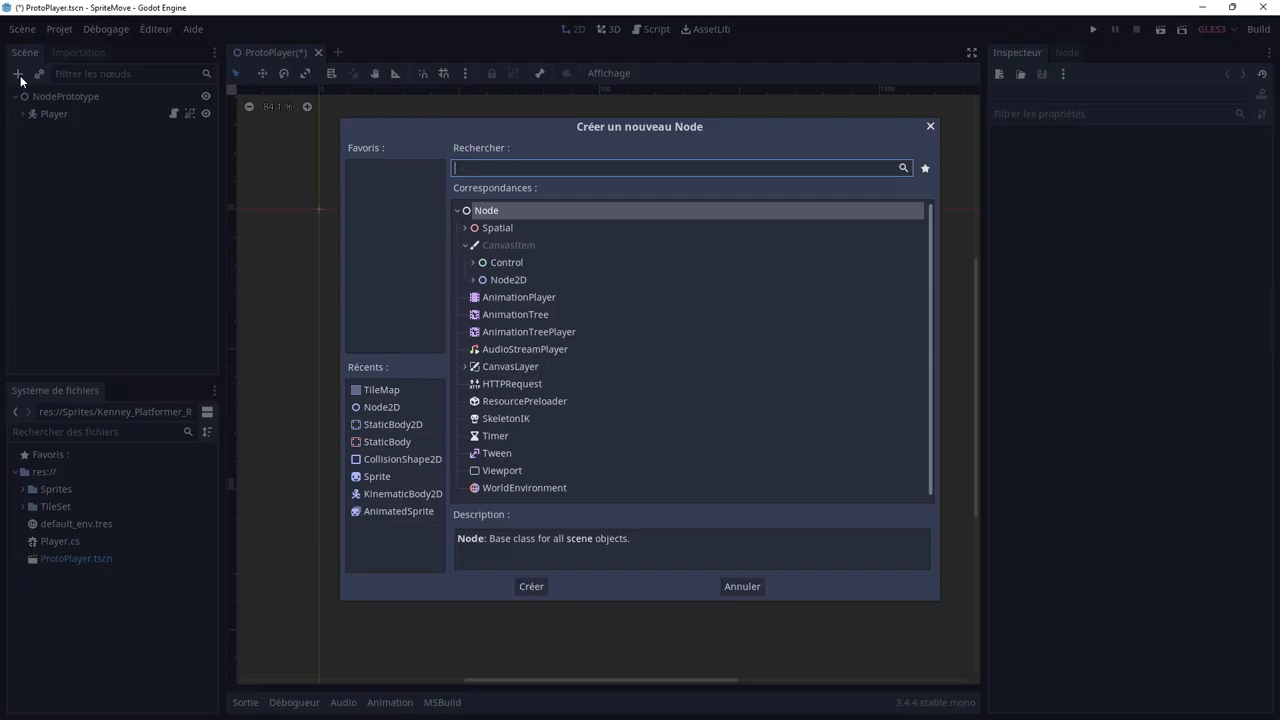 (*) ProtoPlayer.tscn - SpriteMove - Godot Engine
Scène Projet Débogage Éditeur Aide
2D 3D Script AssetLib
GLES3 Build
Scène Importation
ProtoPlayer(*)
Inspecteur Node
Filtrer les nœuds
Affichage
NodePrototype
Player
84.1 %
500
1000
Filtrer les propriétés
Créer un nouveau Node
Favoris :
Rechercher :
Correspondances :
Node
Spatial
CanvasItem
Control
Node2D
AnimationPlayer
AnimationTree
AnimationTreePlayer
AudioStreamPlayer
CanvasLayer
HTTPRequest
ResourcePreloader
SkeletonIK
Timer
Tween
Viewport
WorldEnvironment
Récents :
TileMap
Node2D
StaticBody2D
StaticBody
CollisionShape2D
Sprite
KinematicBody2D
AnimatedSprite
Description :
Node: Base class for all scene objects.
Créer Annuler
Système de fichiers
res://Sprites/Kenney_Platformer_R
Rechercher des fichiers
Favoris :
res://
Sprites
TileSet
default_env.tres
Player.cs
ProtoPlayer.tscn
Sortie Débogueur Audio Animation MSBuild
3.4.4.stable.mono